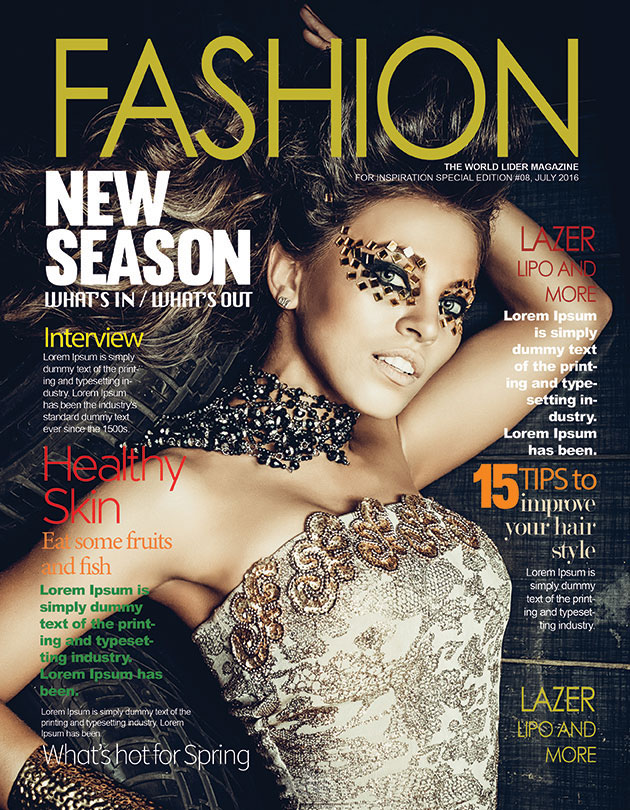 FASHION
THE WORLD LIDER MAGAZINE
FOR INSPIRATION SPECIAL EDITION #08, JULY 2016
NEW
SEASON
WHAT'S IN / WHAT'S OUT
Interview
Lorem Ipsum is simply
dummy text of the print-
ing and typesetting in-
dustry. Lorem Ipsum
has been the industry's
standard dummy text
ever since the 1500s.
Healthy
Skin
Eat some fruits
and fish
Lorem Ipsum is
simply dummy
text of the print-
ing and typeset-
ting industry.
Lorem Ipsum has
been.
Lorem Ipsum is simply dummy text of the
printing and typesetting industry. Lorem
Ipsum has been
What's hot for Spring
LAZER
LIPO AND
MORE
Lorem Ipsum
is simply
dummy text
of the print-
ing and type-
setting in-
dustry.
Lorem Ipsum
has been.
15 TIPS to
improve
your hair
style
Lorem Ipsum is
simply dummy
text of the print-
ing and typeset-
ting industry.
LAZER
LIPO AND
MORE